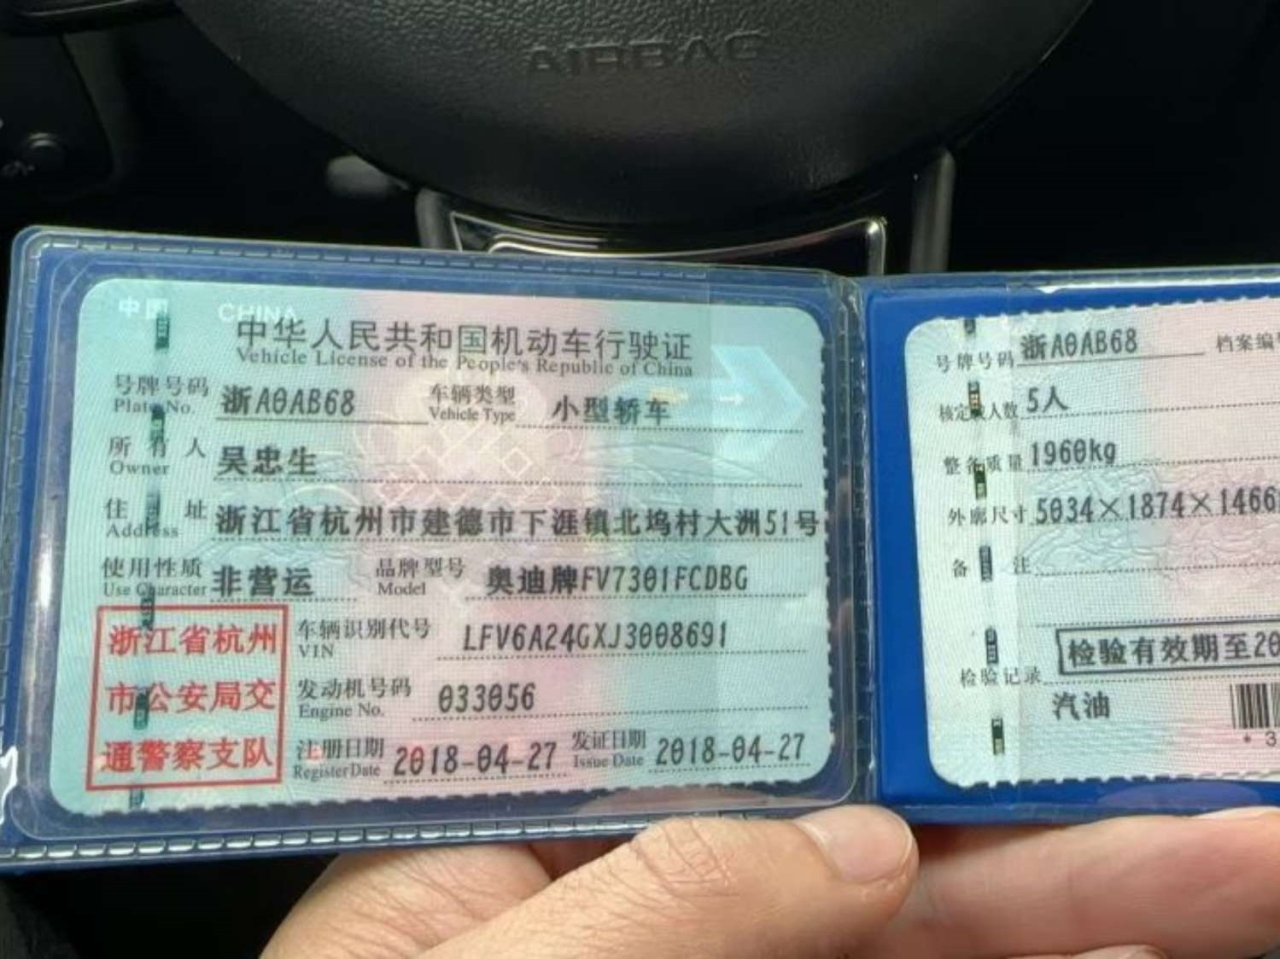 AIRBAG
中国 CHINA
中华人民共和国机动车行驶证
Vehicle License of the People's Republic of China
号牌号码 浙A0AB68 车辆类型 小型轿车
Plate No. Vehicle Type
所有人 吴忠生
Owner
住址 浙江省杭州市建德市下涯镇北坞村大洲51号
Address
使用性质 非营运 品牌型号 奥迪牌FV7301FCDBG
Use Character Model
浙江省杭州
市公安局交
通警察支队
车辆识别代号 LFV6A24GXJ3008691
VIN
发动机号码 033056
Engine No.
注册日期 2018-04-27 发证日期 2018-04-27
Register Date Issue Date
号牌号码 浙A0AB68 档案编号
核定载人数 5人
整备质量 1960kg
外廓尺寸 5034×1874×1466
备注
检验有效期至20
检验记录
汽油
*3